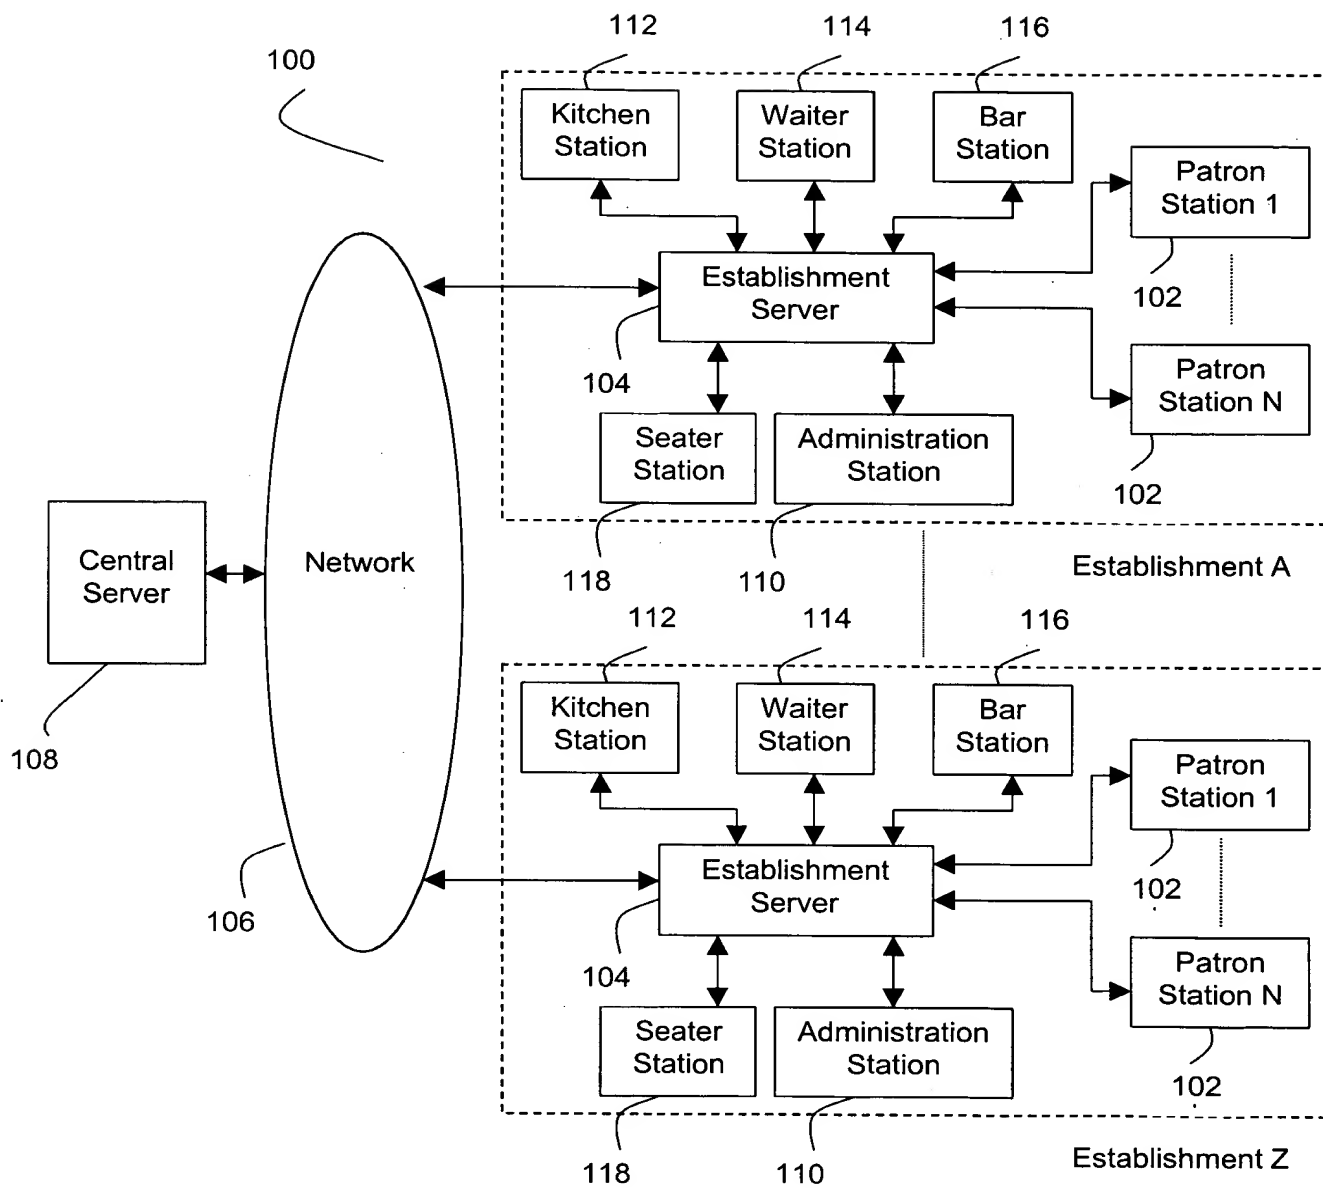 112
114
116
100
Kitchen
Station
Waiter
Station
Bar
Station
Patron
Station 1
Establishment
Server
102
104
Patron
Station N
Seater
Station
Administration
Station
102
Central
Server
Network
118
110
Establishment A
112
114
116
Kitchen
Station
Waiter
Station
Bar
Station
108
Patron
Station 1
Establishment
Server
102
106
104
Patron
Station N
Seater
Station
Administration
Station
102
118
110
Establishment Z